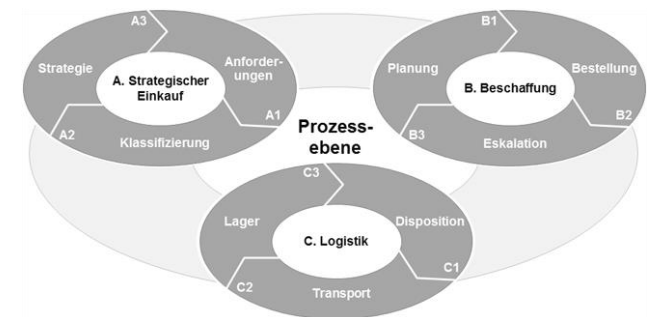 A3
Strategie
Anforder-
ungen
A. Strategischer
Einkauf
A1
A2
Klassifizierung
B1
Planung
Bestellung
B. Beschaffung
B2
B3
Eskalation
Prozess-
ebene
C3
Lager
Disposition
C. Logistik
C1
C2
Transport